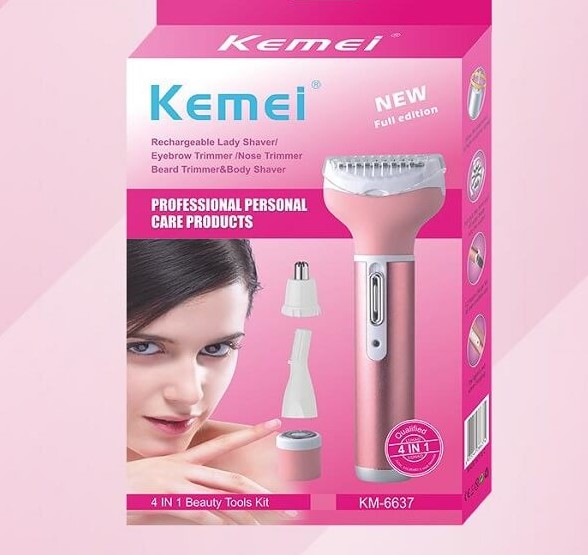 Kemei®
Kemei®
NEW
Full edition
Rechargeable Lady Shaver/
Eyebrow Trimmer /Nose Trimmer
Beard Trimmer&Body Shaver
PROFESSIONAL PERSONAL
CARE PRODUCTS
Qualified
4 IN 1
4 IN 1 Beauty Tools Kit
KM-6637